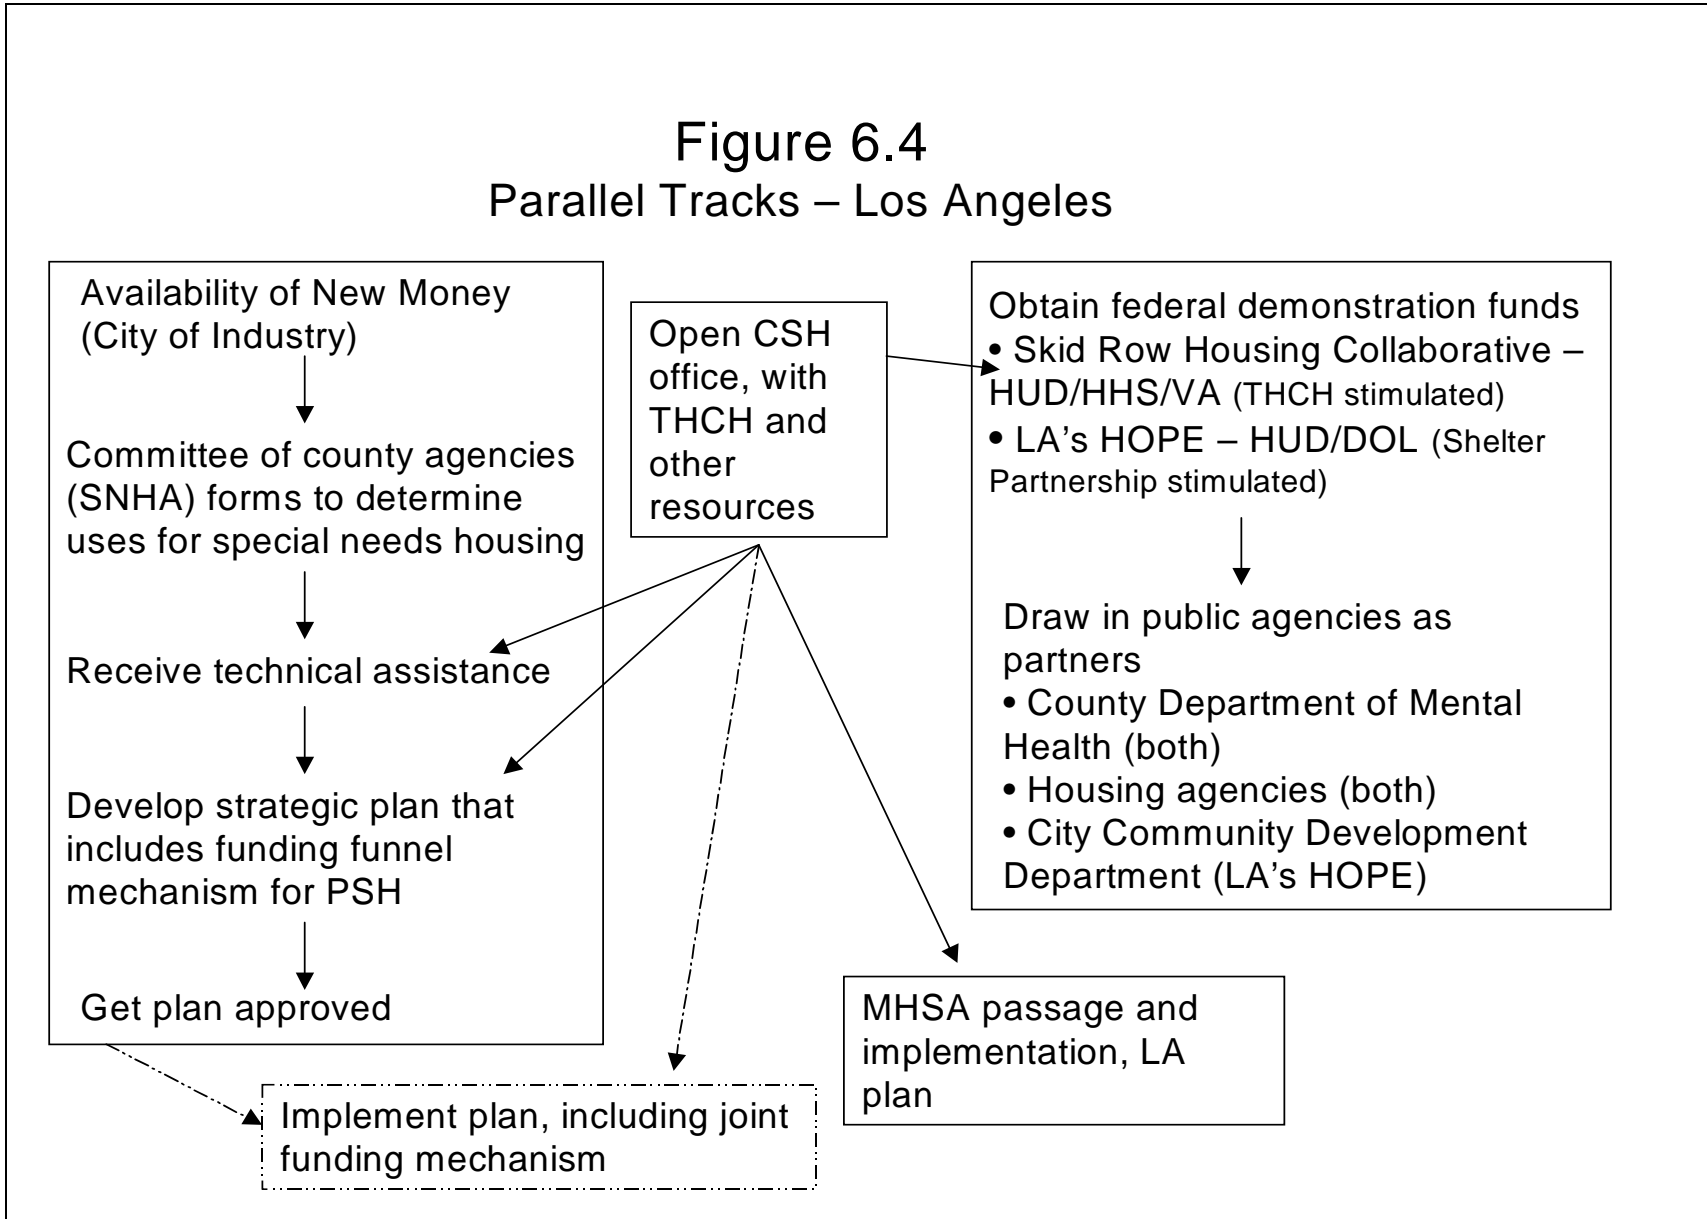 Figure 6.4
Parallel Tracks – Los Angeles
Availability of New Money
(City of Industry)
Committee of county agencies
(SNHA) forms to determine
uses for special needs housing
Receive technical assistance
Develop strategic plan that
includes funding funnel
mechanism for PSH
Get plan approved
Open CSH
office, with
THCH and
other
resources
Obtain federal demonstration funds
• Skid Row Housing Collaborative –
HUD/HHS/VA (THCH stimulated)
• LA's HOPE – HUD/DOL (Shelter
Partnership stimulated)
Draw in public agencies as
partners
• County Department of Mental
Health (both)
• Housing agencies (both)
• City Community Development
Department (LA's HOPE)
MHSA passage and
implementation, LA
plan
Implement plan, including joint
funding mechanism